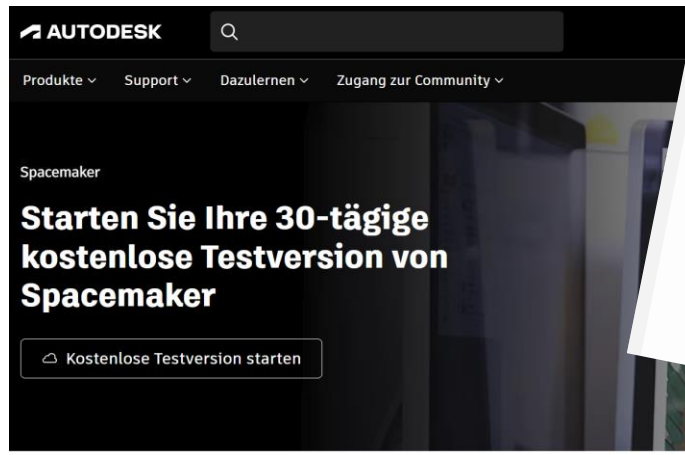 AUTODESK
Produkte Support Dazulernen Zugang zur Community
Spacemaker
Starten Sie Ihre 30-tägige
kostenlose Testversion von
Spacemaker
Kostenlose Testversion starten